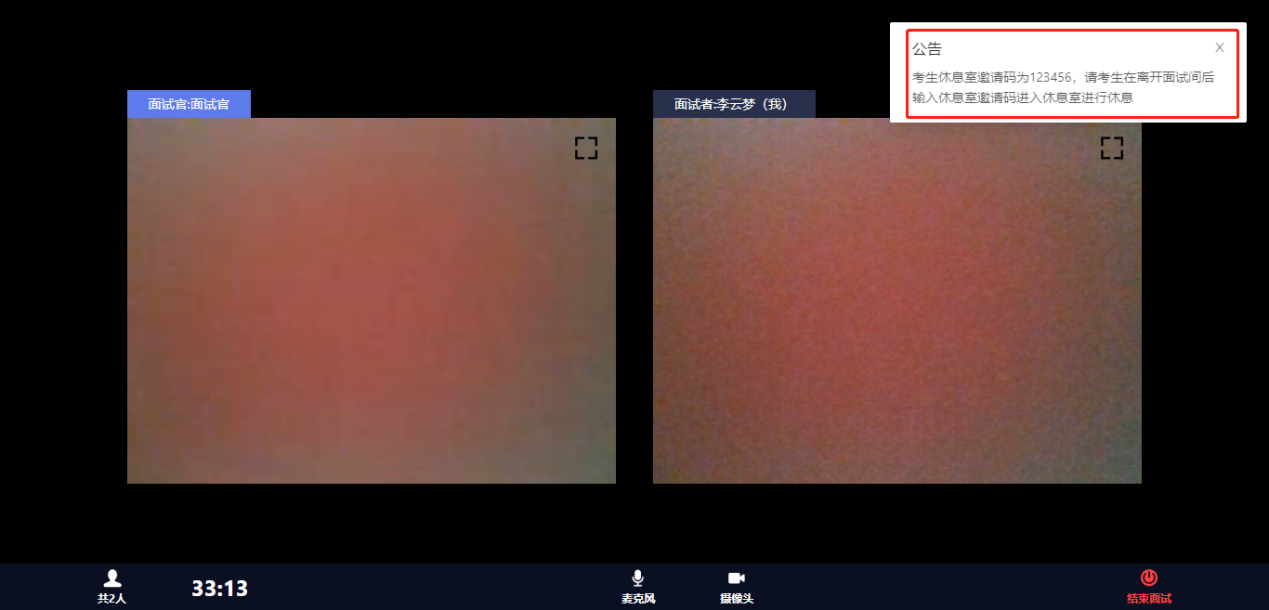 公告
X
考生休息室邀请码为123456，请考生在离开面试间后
输入休息室邀请码进入休息室进行休息
面试官:面试官
面试者:李云梦（我）
共2人
33:13
麦克风
摄像头
结束面试